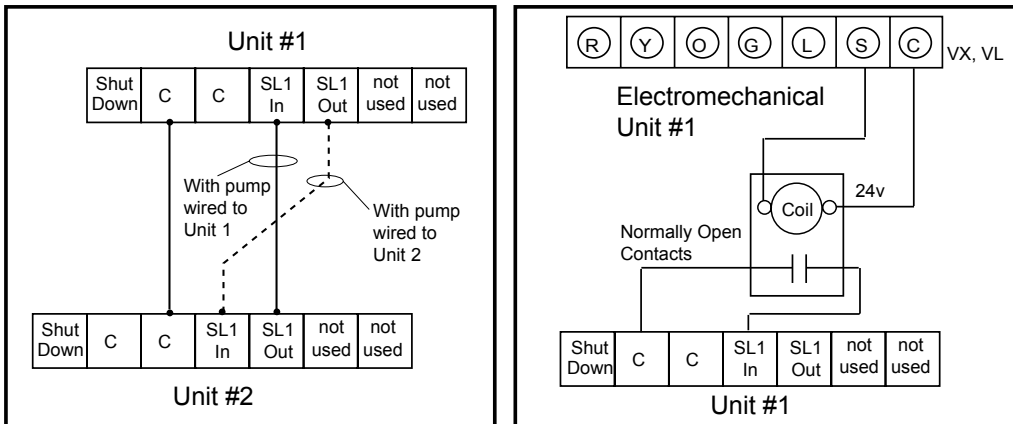 Unit #1
Shut Down
C
C
SL1 In
SL1 Out
not used
not used
With pump
wired to
Unit 1
With pump
wired to
Unit 2
Shut Down
C
C
SL1 In
SL1 Out
not used
not used
Unit #2
R Y O G L S C
VX, VL
Electromechanical
Unit #1
24v
Coil
Normally Open
Contacts
Shut Down
C
C
SL1 In
SL1 Out
not used
not used
Unit #1